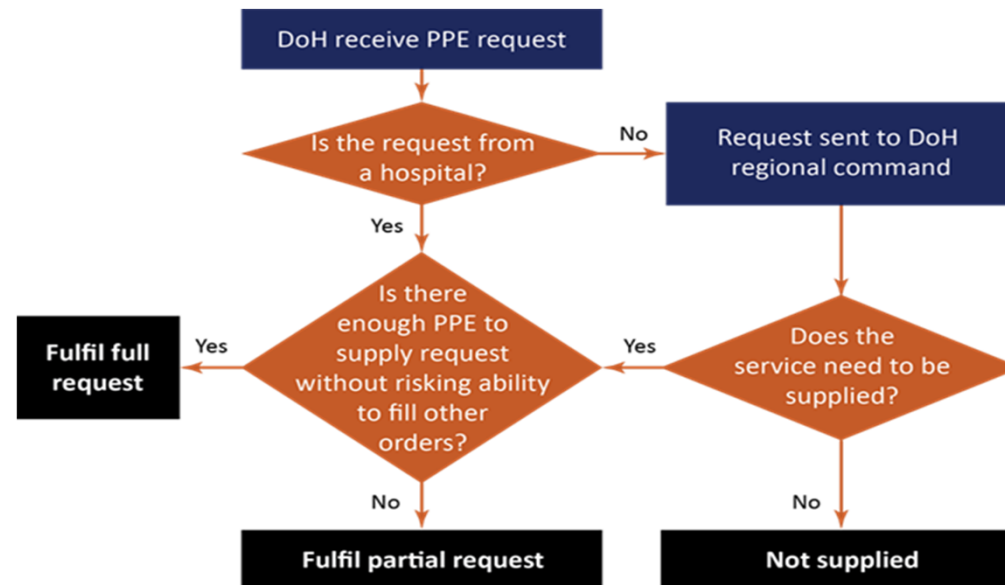 DoH receive PPE request
Is the request from
a hospital?
No
Request sent to DoH
regional command
Yes
Is there
enough PPE to
supply request
without risking ability
to fill other
orders?
Yes
Fulfil full
request
Yes
Does the
service need to be
supplied?
No
Fulfil partial request
No
Not supplied